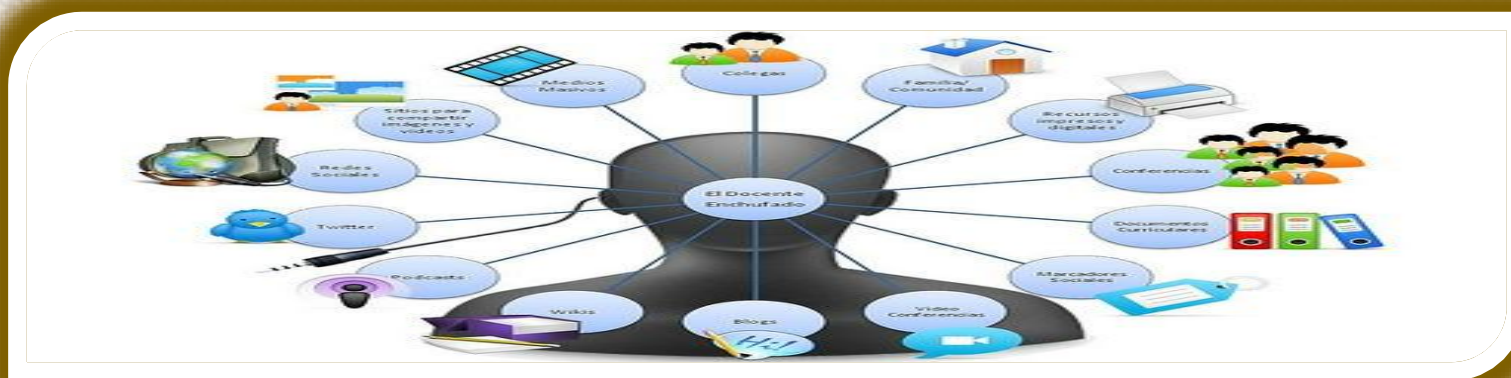 Colegas
Medios
Masivos
Familia/
Comunidad
Sitios para
compartir
imágenes y
videos
Recursos
impresos y
digitales
Redes
Sociales
Conferencias
El Docente
Enchufado
Twitter
Documentos
Curriculares
Podcasts
Marcadores
Sociales
Wikis
Blogs
Video
Conferencias
Hi!